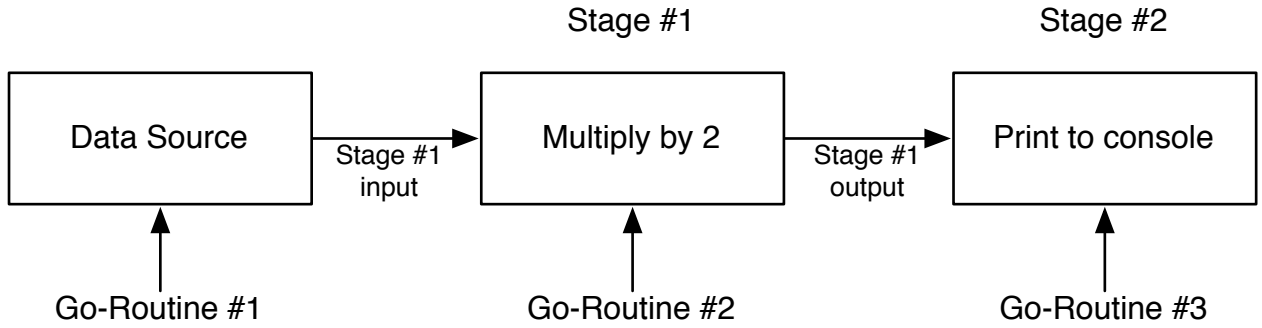 Stage #1
Stage #2
Data Source
Multiply by 2
Print to console
Stage #1
input
Stage #1
output
Go-Routine #1
Go-Routine #2
Go-Routine #3